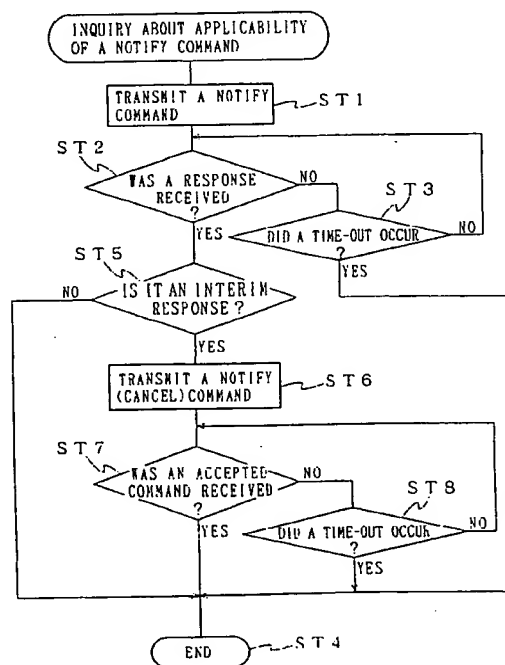 INQUIRY ABOUT APPLICABILITY
OF A NOTIFY COMMAND
TRANSMIT A NOTIFY
COMMAND
ST1
ST2
WAS A RESPONSE
RECEIVED
?
NO
YES
ST3
DID A TIME-OUT OCCUR
?
NO
YES
ST5
NO
IS IT AN INTERIM
RESPONSE?
YES
TRANSMIT A NOTIFY
(CANCEL)COMMAND
ST6
ST7
WAS AN ACCEPTED
COMMAND RECEIVED
?
NO
YES
ST8
DID A TIME-OUT OCCUR
?
NO
YES
END
ST4